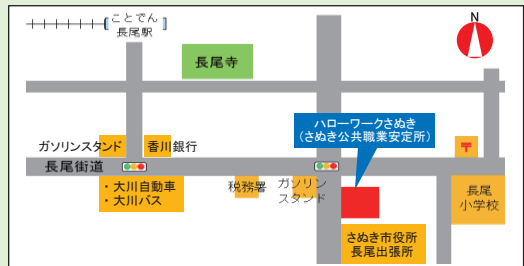 ことでん
長尾駅
N
長尾寺
ハローワークさぬき
(さぬき公共職業安定所)
ガソリンスタンド
香川銀行
〒
長尾街道
・大川自動車
・大川バス
税務署
ガソリン
スタンド
長尾
小学校
さぬき市役所
長尾出張所